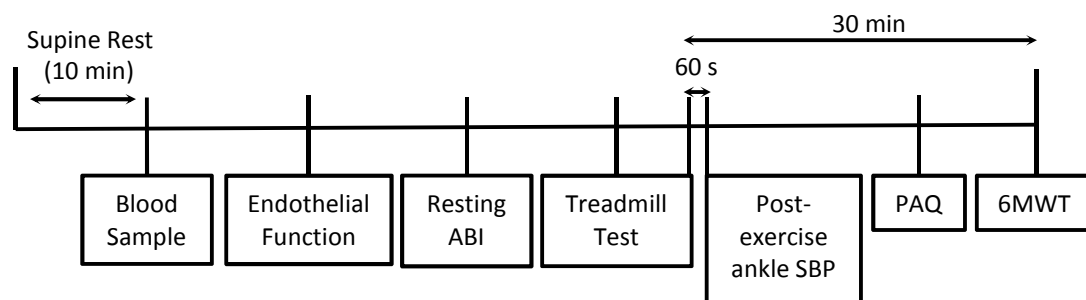 30 min
Supine Rest
(10 min)
60 s
Blood
Sample
Endothelial
Function
Resting
ABI
Treadmill
Test
Post-
exercise
ankle SBP
PAQ
6MWT